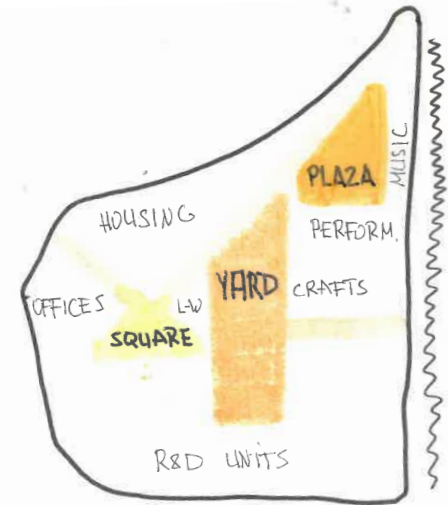 MUSIC
PLAZA
HOUSING
PERFORM.
OFFICES
L-W
YARD
CRAFTS
SQUARE
R&D UNITS